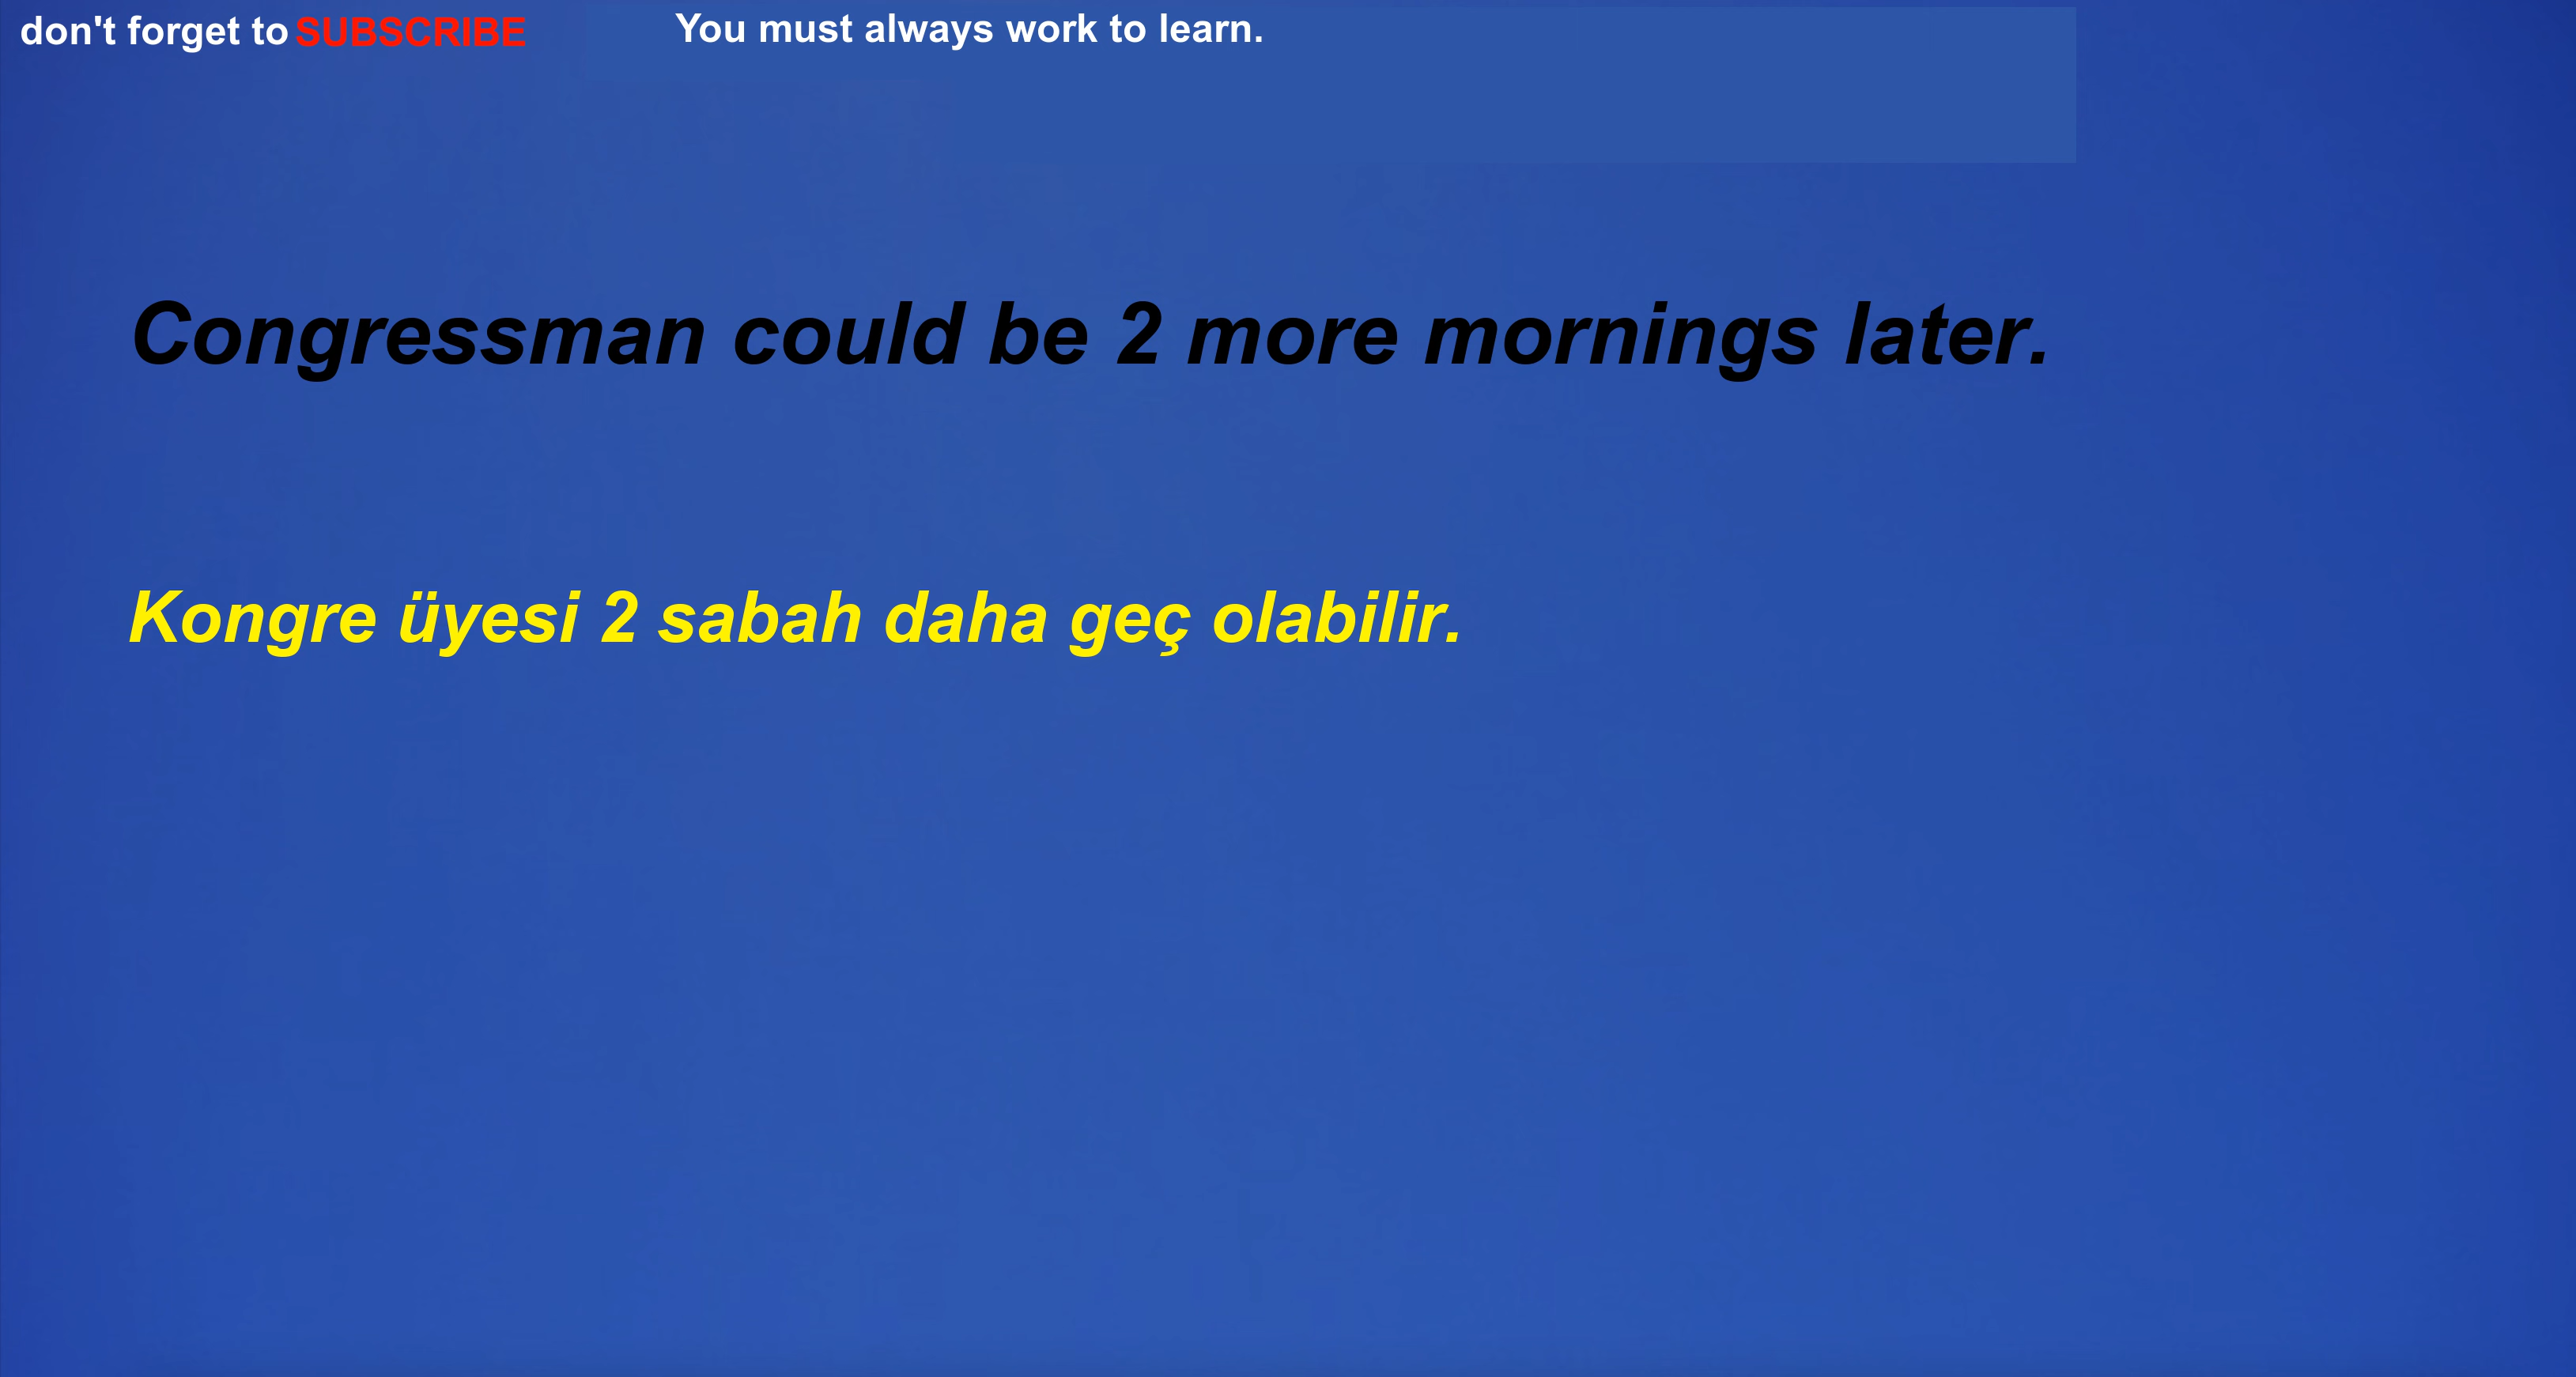 don't forget to SUBSCRIBE You must always work to learn.
Congressman could be 2 more mornings later.
Kongre üyesi 2 sabah daha geç olabilir.